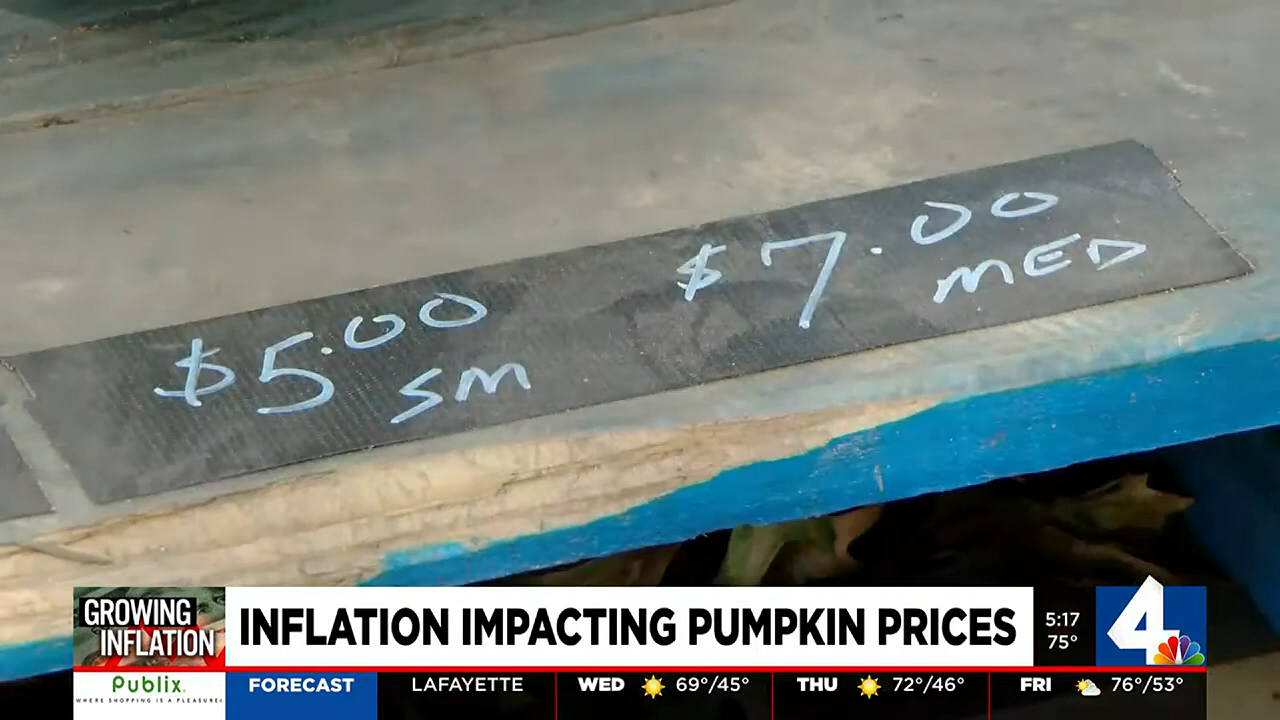 $5.00 $7.00
SM MED
GROWING
INFLATION
INFLATION IMPACTING PUMPKIN PRICES
5:17
75°
4
Publix.
WHERE SHOPPING IS A PLEASURE
FORECAST LAFAYETTE WED 69°/45° THU 72°/46° FRI 76°/53°